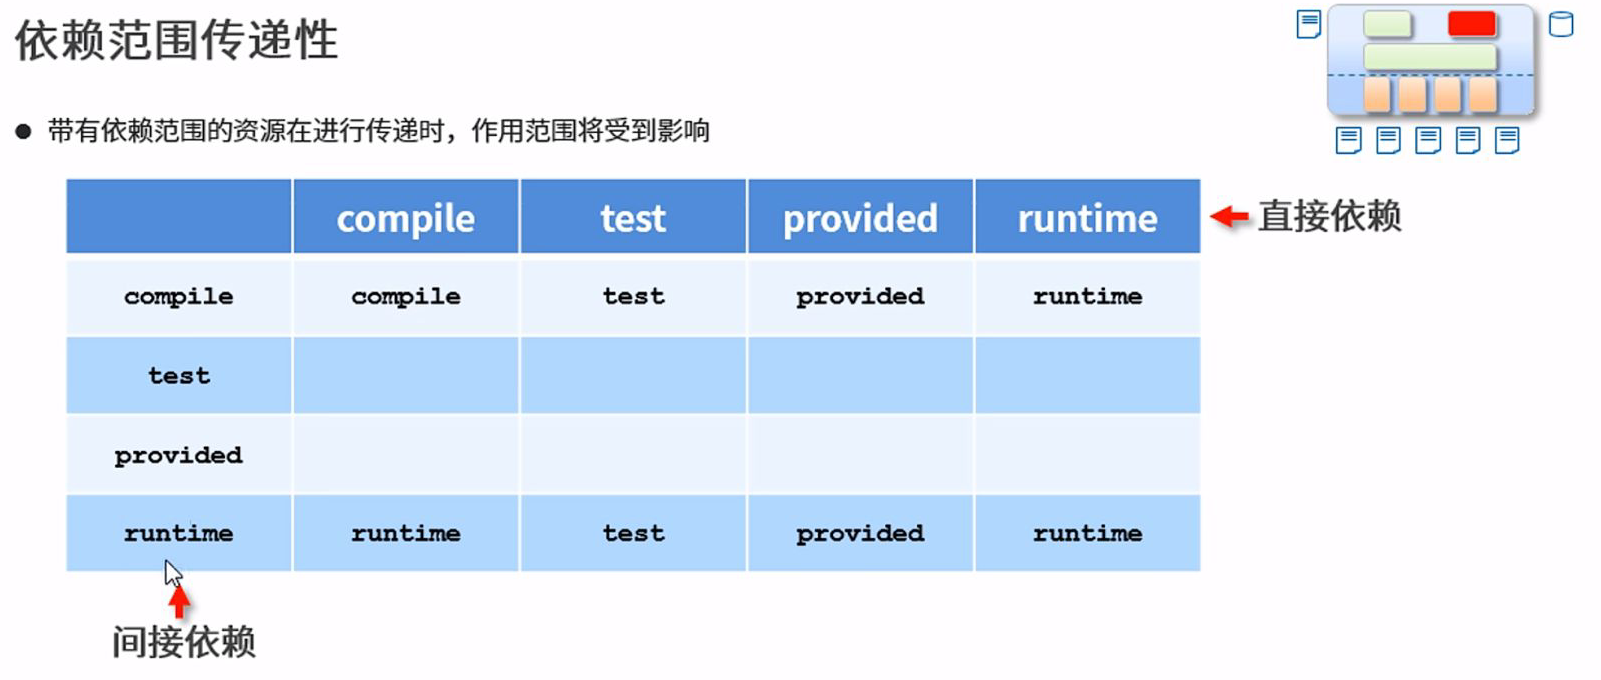 依赖范围传递性
● 带有依赖范围的资源在进行传递时，作用范围将受到影响
compile test provided runtime 直接依赖
compile compile test provided runtime
test
provided
runtime runtime test provided runtime
间接依赖